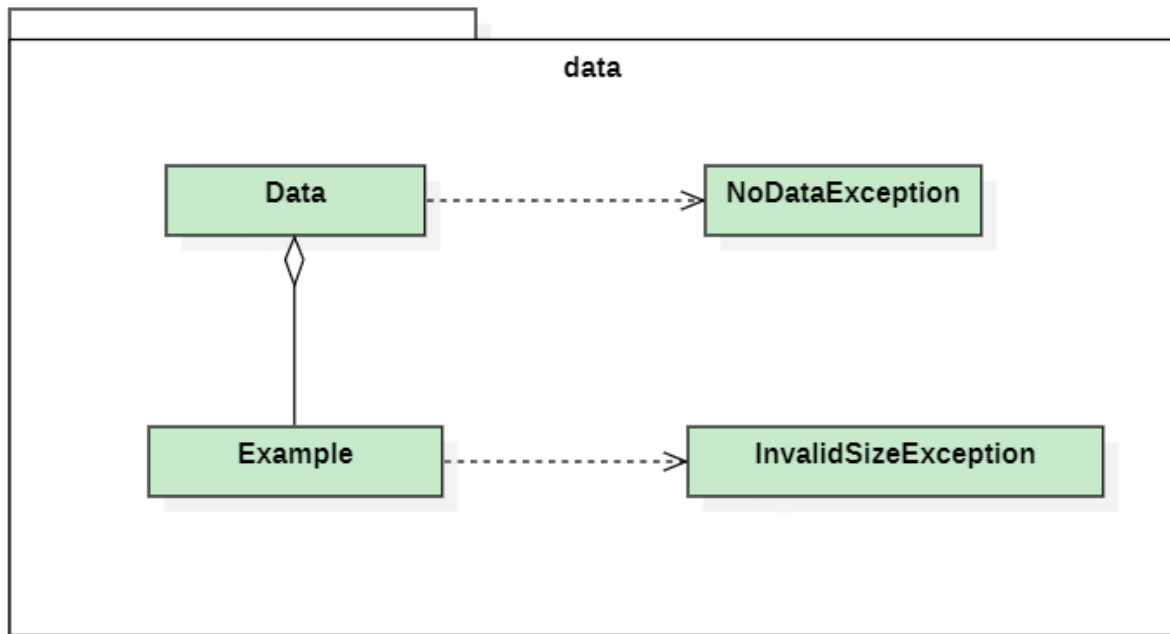 data
Data
NoDataException
Example
InvalidSizeException